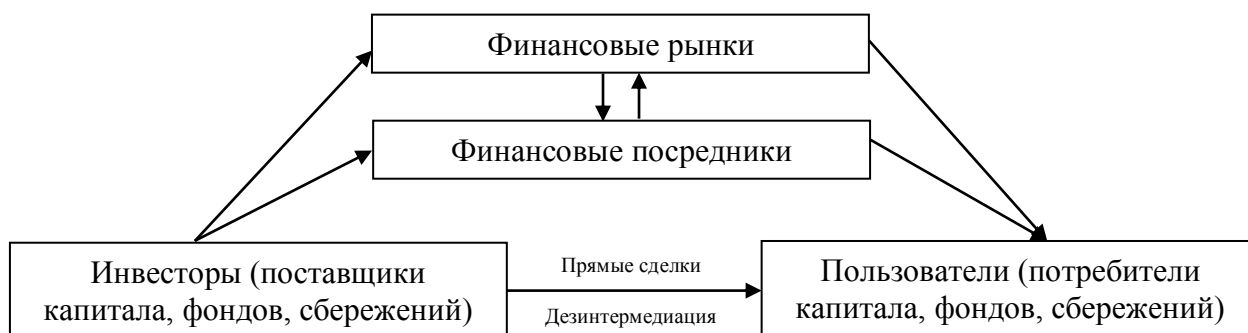 Финансовые рынки
Финансовые посредники
Инвесторы (поставщики
капитала, фондов, сбережений)
Прямые сделки
Дезинтермедиация
Пользователи (потребители
капитала, фондов, сбережений)